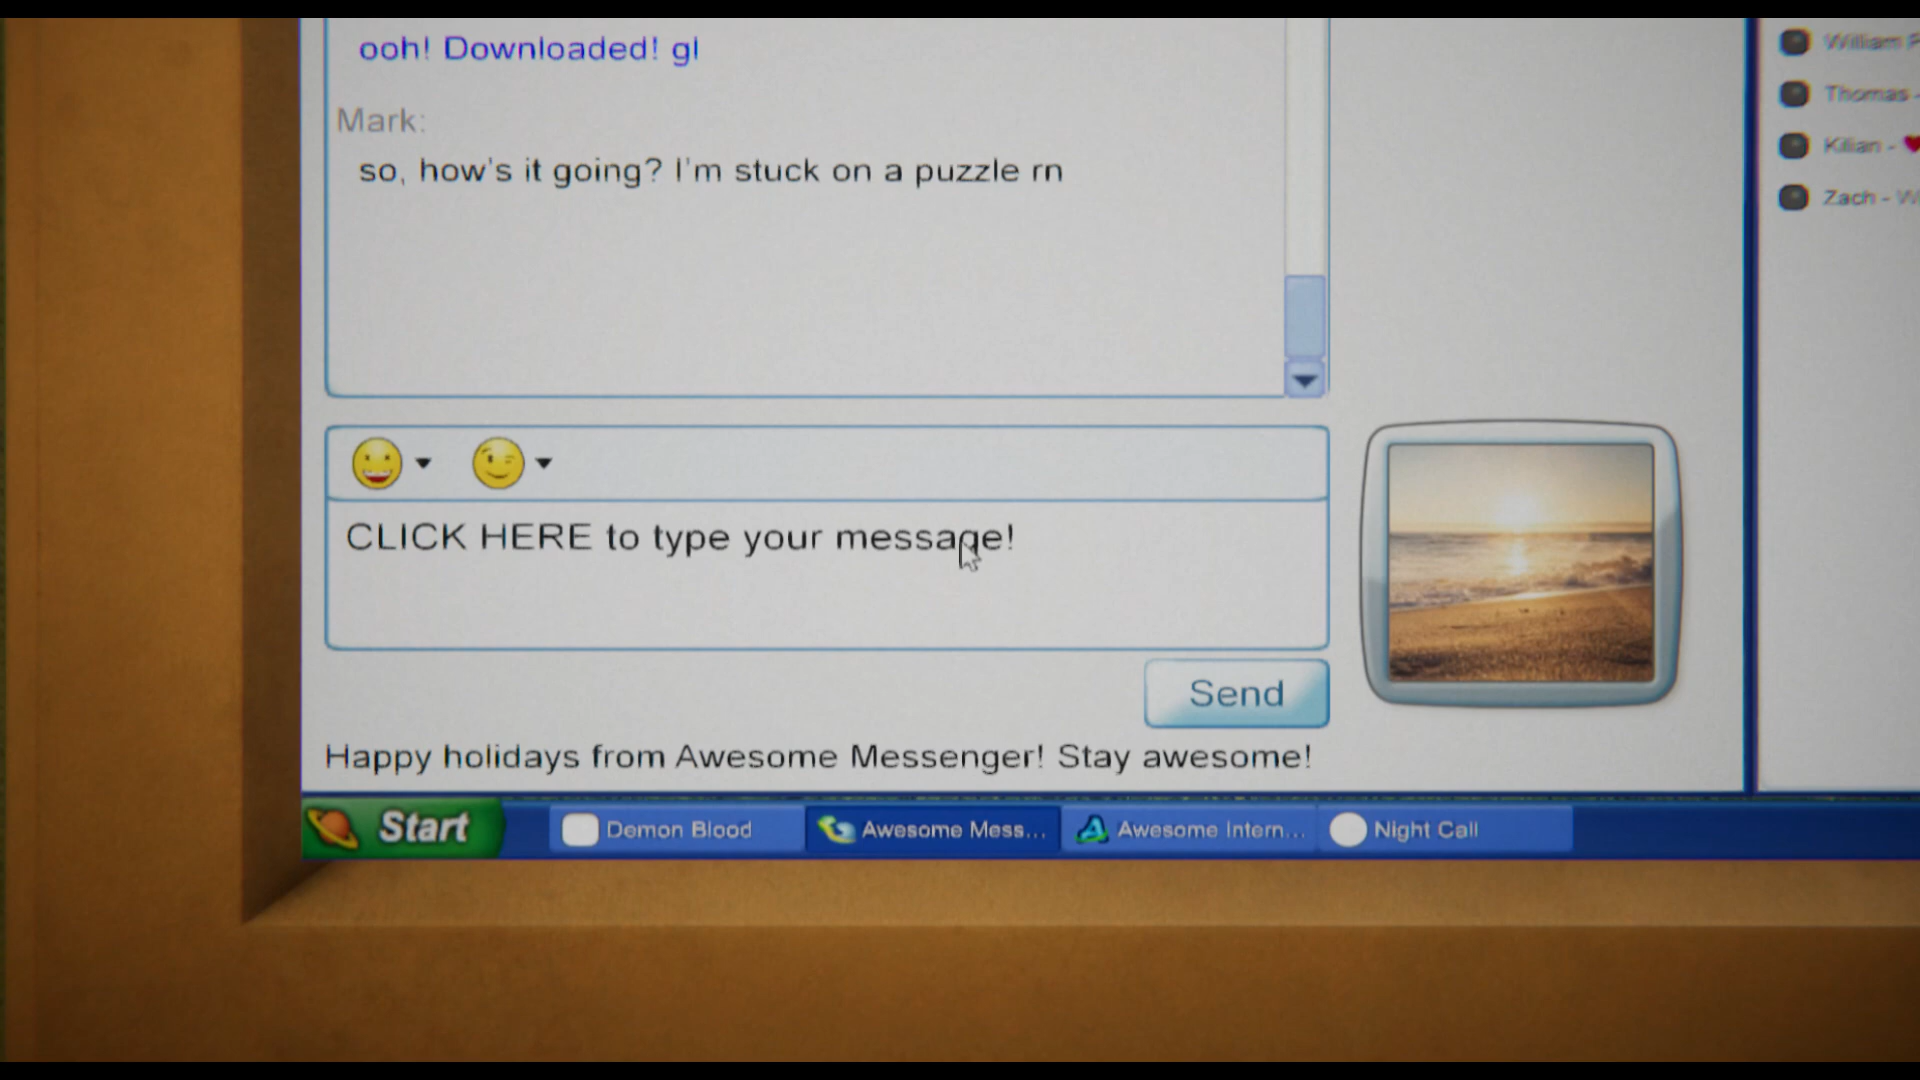 ooh! Downloaded! gl
Mark:
so, how's it going? I'm stuck on a puzzle rn
CLICK HERE to type your message!
Send
Happy holidays from Awesome Messenger! Stay awesome!
William
Thomas -
Kilian - ❤
Zach -
Start
Demon Blood
Awesome Mess...
Awesome Intern...
Night Call